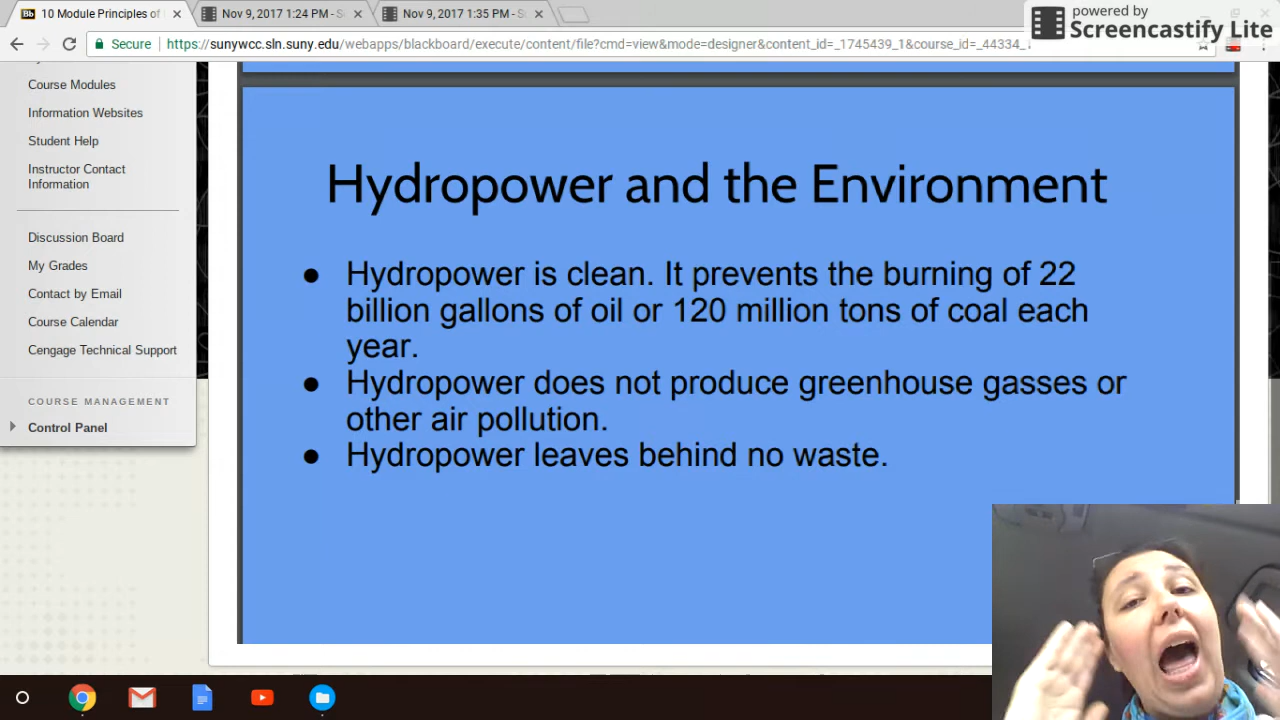 Bb 10 Module Principles of
Nov 9, 2017 1:24 PM - S
Nov 9, 2017 1:35 PM - S
powered by
Screencastify Lite
Secure
https://sunywcc.sln.suny.edu/webapps/blackboard/execute/content/file?cmd=view&mode=designer&content_id=_1745439_1&course_id=_44334_
Course Modules
Information Websites
Student Help
Instructor Contact
Information
Discussion Board
My Grades
Contact by Email
Course Calendar
Cengage Technical Support
COURSE MANAGEMENT
Control Panel
Hydropower and the Environment
● Hydropower is clean. It prevents the burning of 22
billion gallons of oil or 120 million tons of coal each
year.
● Hydropower does not produce greenhouse gasses or
other air pollution.
● Hydropower leaves behind no waste.